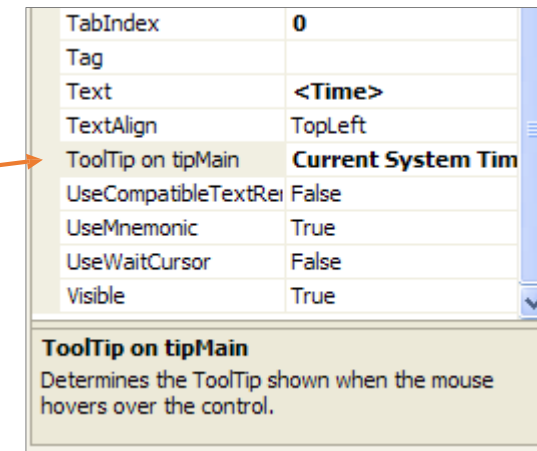 TabIndex 0
Tag
Text <Time>
TextAlign TopLeft
ToolTip on tipMain Current System Tim
UseCompatibleTextRei False
UseMnemonic True
UseWaitCursor False
Visible True
ToolTip on tipMain
Determines the ToolTip shown when the mouse
hovers over the control.